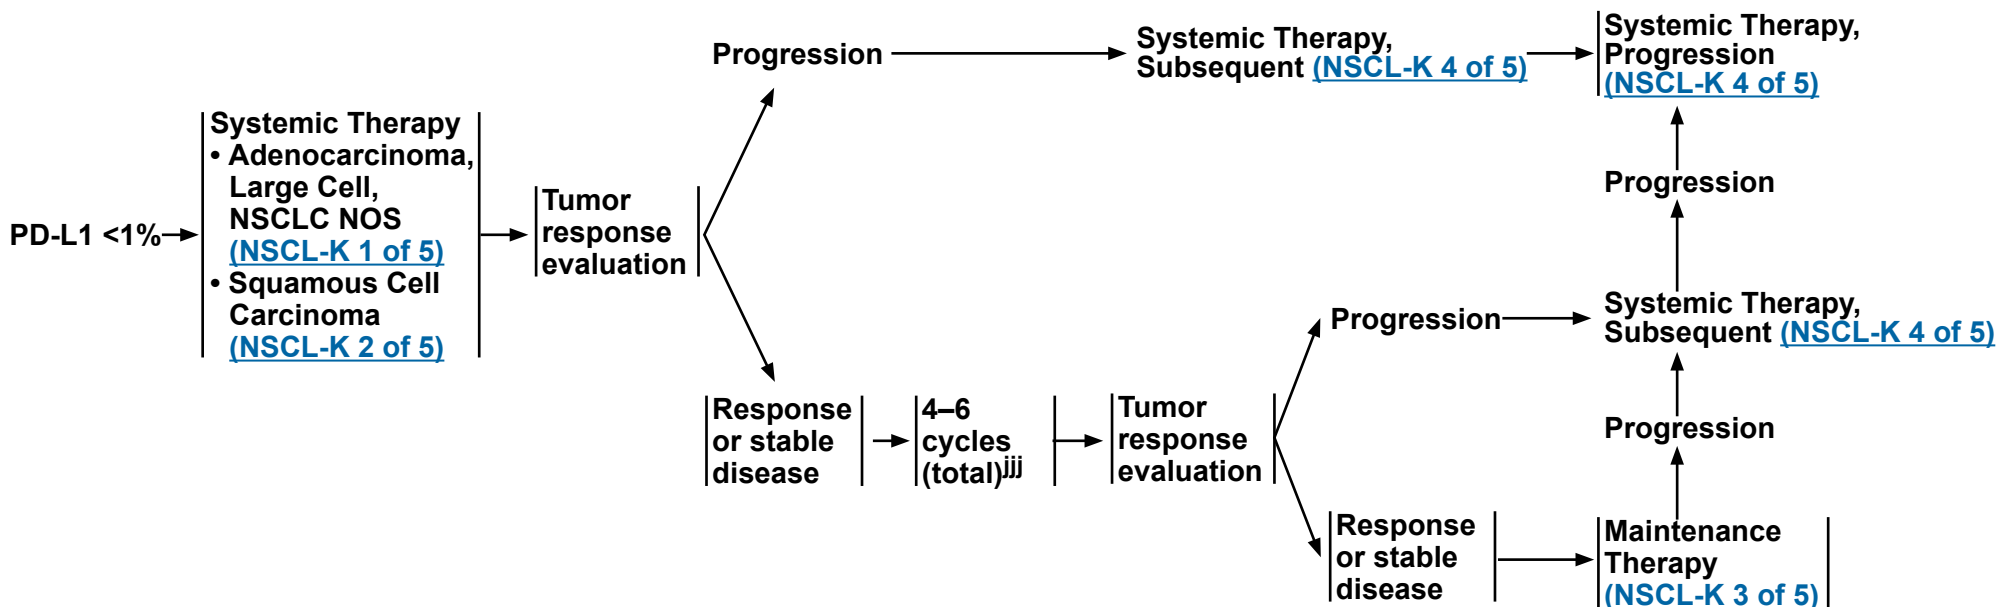 PD-L1 <1%
Systemic Therapy
• Adenocarcinoma,
Large Cell,
NSCLC NOS
(NSCL-K 1 of 5)
• Squamous Cell
Carcinoma
(NSCL-K 2 of 5)
Tumor
response
evaluation
Progression
Systemic Therapy,
Subsequent (NSCL-K 4 of 5)
Systemic Therapy,
Progression
(NSCL-K 4 of 5)
Response
or stable
disease
4–6
cycles
(total)jjj
Tumor
response
evaluation
Progression
Systemic Therapy,
Subsequent (NSCL-K 4 of 5)
Progression
Response
or stable
disease
Maintenance
Therapy
(NSCL-K 3 of 5)
Progression